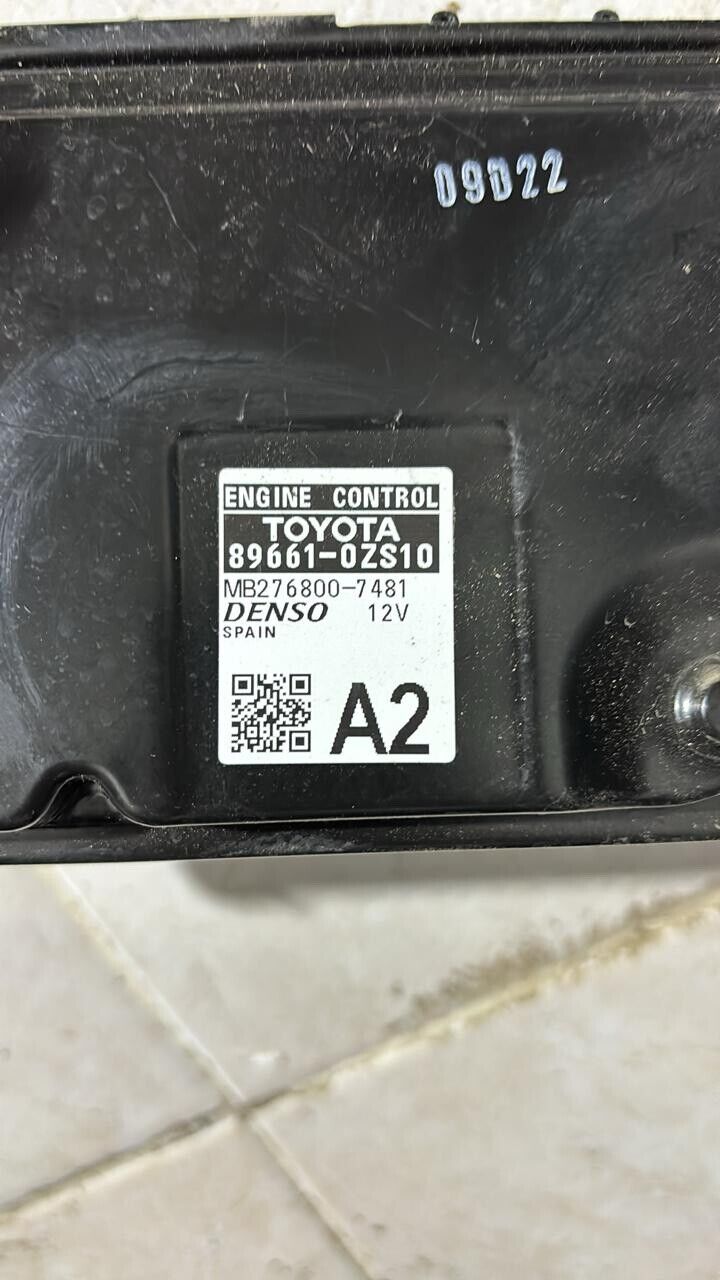 09D22
ENGINE CONTROL
TOYOTA
89661-0ZS10
MB276800-7481
DENSO 12V
SPAIN
A2